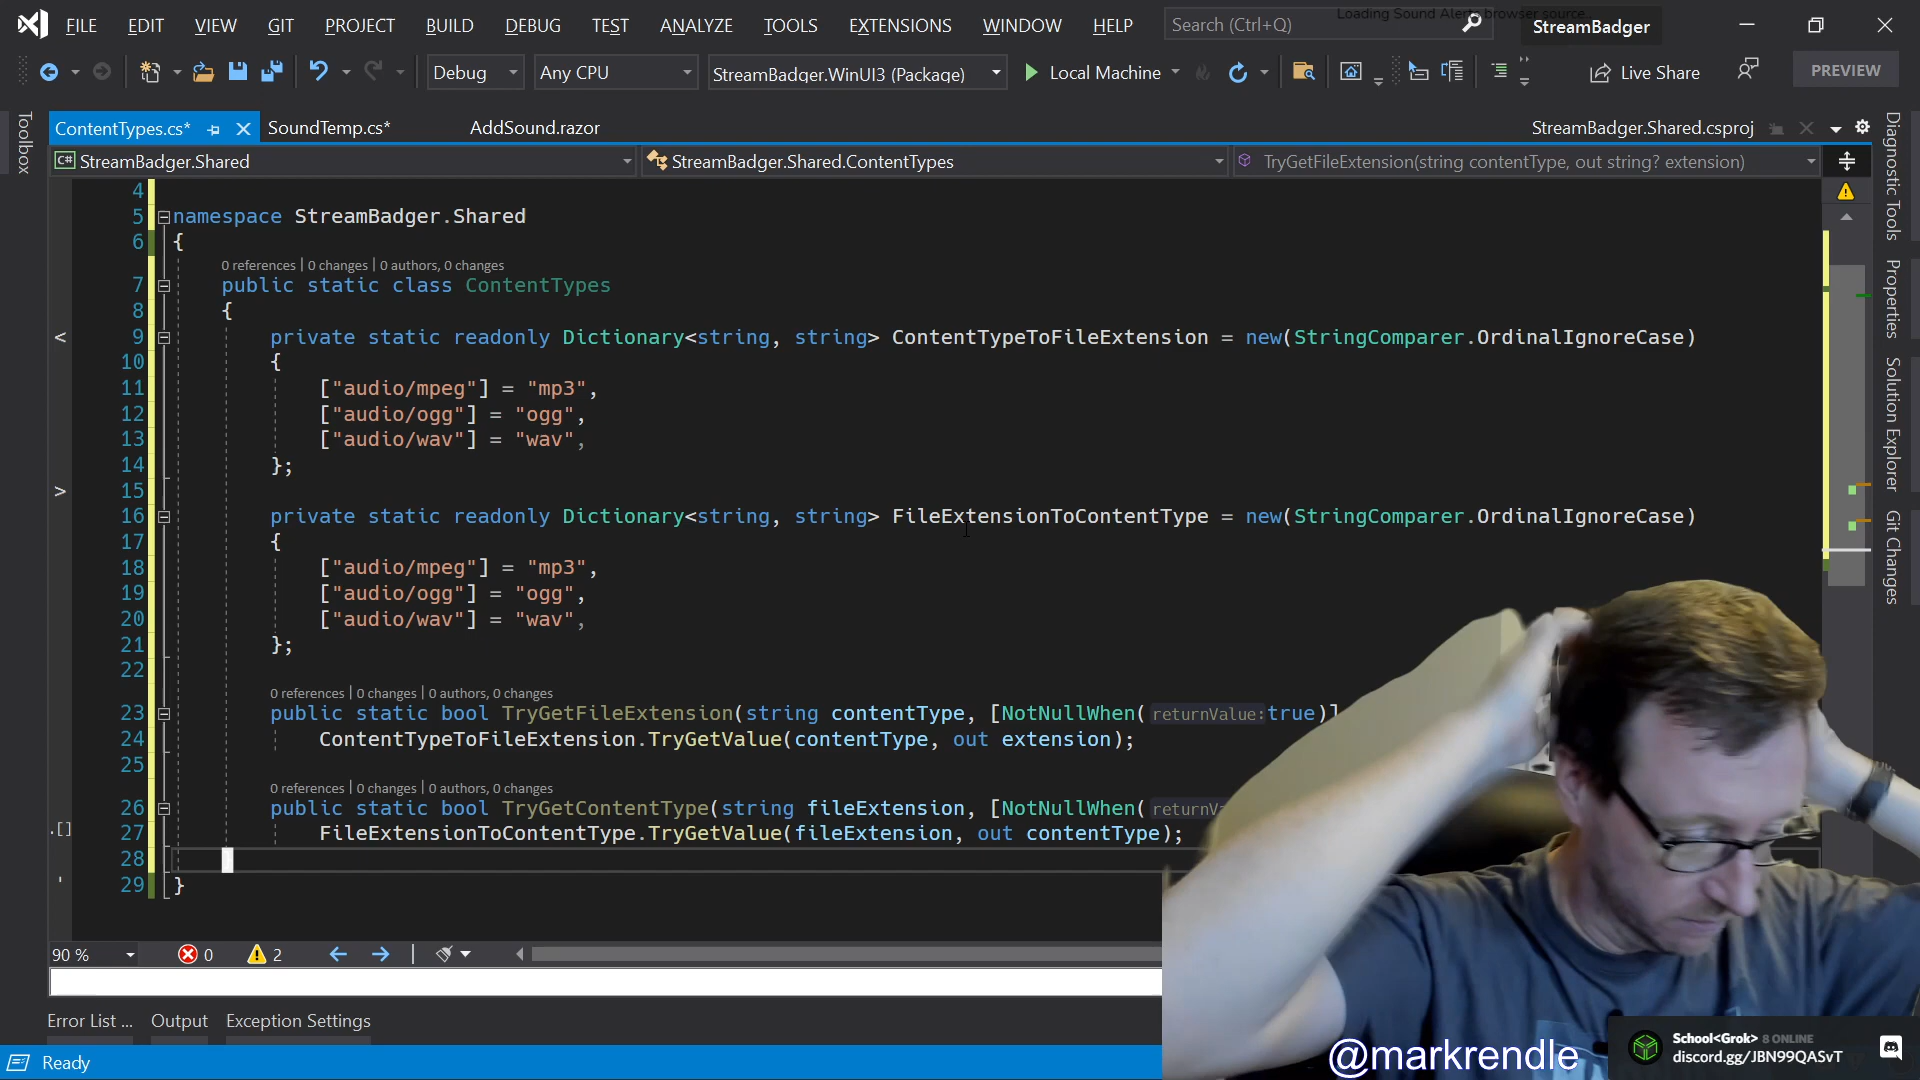 FILE EDIT VIEW GIT PROJECT BUILD DEBUG TEST ANALYZE TOOLS EXTENSIONS WINDOW HELP Search (Ctrl+Q) Loading Sound Alerts browser source... StreamBadger
Debug Any CPU StreamBadger.WinUI3 (Package) Local Machine Live Share PREVIEW
ContentTypes.cs* SoundTemp.cs* AddSound.razor StreamBadger.Shared.csproj
C# StreamBadger.Shared StreamBadger.Shared.ContentTypes TryGetFileExtension(string contentType, out string? extension)
Toolbox
4
5 namespace StreamBadger.Shared
6 {
0 references | 0 changes | 0 authors, 0 changes
7 public static class ContentTypes
8 {
9 private static readonly Dictionary<string, string> ContentTypeToFileExtension = new(StringComparer.OrdinalIgnoreCase)
10 {
11 ["audio/mpeg"] = "mp3",
12 ["audio/ogg"] = "ogg",
13 ["audio/wav"] = "wav",
14 };
15
16 private static readonly Dictionary<string, string> FileExtensionToContentType = new(StringComparer.OrdinalIgnoreCase)
17 {
18 ["audio/mpeg"] = "mp3",
19 ["audio/ogg"] = "ogg",
20 ["audio/wav"] = "wav",
21 };
22
0 references | 0 changes | 0 authors, 0 changes
23 public static bool TryGetFileExtension(string contentType, [NotNullWhen(returnValue:true)]
24 ContentTypeToFileExtension.TryGetValue(contentType, out extension);
25
0 references | 0 changes | 0 authors, 0 changes
26 public static bool TryGetContentType(string fileExtension, [NotNullWhen(returnVa
27 FileExtensionToContentType.TryGetValue(fileExtension, out contentType);
28
29 }
Diagnostic Tools
Properties
Solution Explorer
Git Changes
90 % 0 2
Error List ... Output Exception Settings
Ready
@markrendle
School<Grok> 8 ONLINE
discord.gg/JBN99QASvT